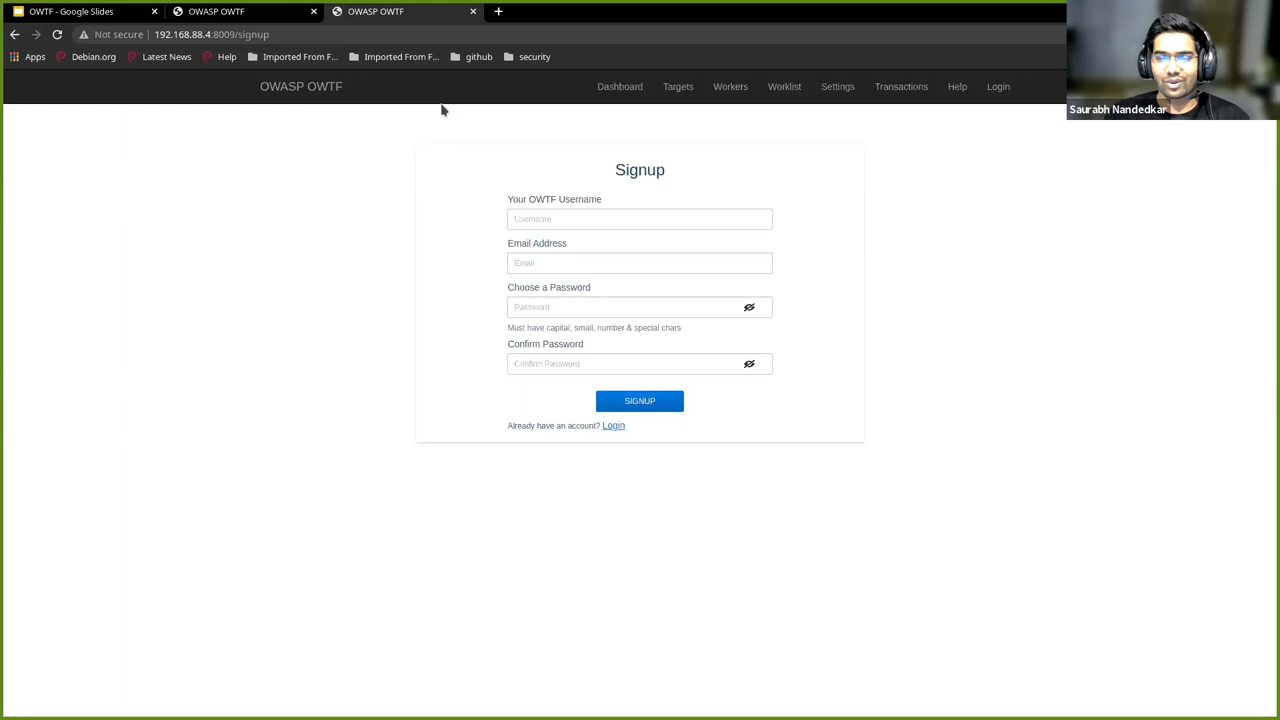 OWTF - Google Slides
OWASP OWTF
OWASP OWTF
Not secure
192.168.88.4:8009/signup
Apps
Debian.org
Latest News
Help
Imported From F...
Imported From F...
github
security
OWASP OWTF
Dashboard
Targets
Workers
Worklist
Settings
Transactions
Help
Login
Saurabh Nandedkar
Signup
Your OWTF Username
Username
Email Address
Email
Choose a Password
Password
Must have capital, small, number & special chars
Confirm Password
Confirm Password
SIGNUP
Already have an account? Login